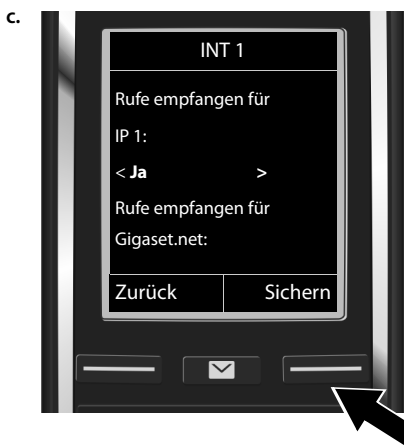 c.
INT 1
Rufe empfangen für
IP 1:
< Ja >
Rufe empfangen für
Gigaset.net:
Zurück Sichern